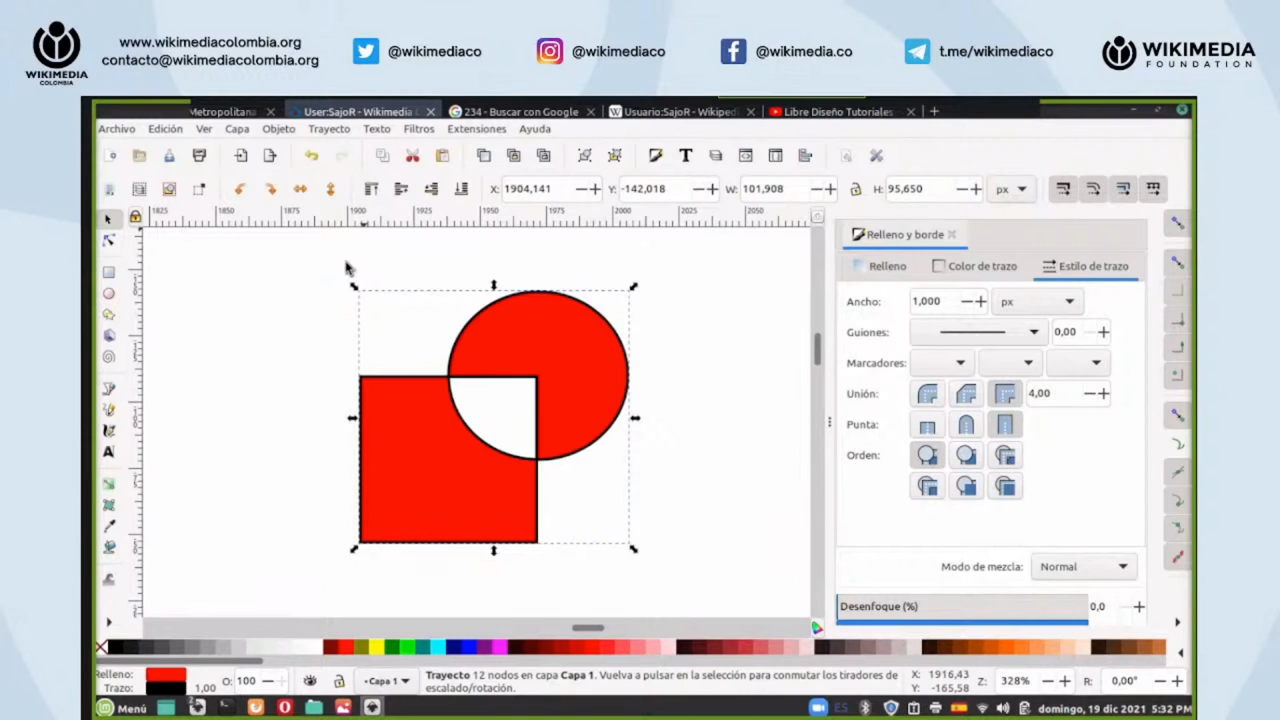 www.wikimediacolombia.org
contacto@wikimediacolombia.org
@wikimediaco
@wikimediaco
@wikimedia.co
t.me/wikimediaco
WIKIMEDIA
COLOMBIA
WIKIMEDIA
FOUNDATION
Metropolitana
User:SajoR - Wikimedia
234 - Buscar con Google
Usuario:SajoR - Wikiped
Libre Diseño Tutoriales
Archivo Edición Ver Capa Objeto Trayecto Texto Filtros Extensiones Ayuda
X: 1904,141 Y: -142,018 W: 101,908 H: 95,650 px
1825 1850 1875 1900 1925 1950 1975 2000 2025 2050
Relleno y borde
Relleno Color de trazo Estilo de trazo
Ancho: 1,000 px
Guiones: 0,00
Marcadores:
Unión: 4,00
Punta:
Orden:
Modo de mezcla: Normal
Desenfoque (%) 0,0
Relleno:
Trazo: 1,00
O: 100
Capa 1
Trayecto 12 nodos en capa Capa 1. Vuelva a pulsar en la selección para conmutar los tiradores de
escalado/rotación.
X: 1916,43
Y: -165,58
Z: 328%
R: 0,00°
Menú
ES
domingo, 19 dic 2021, 5:32 PM